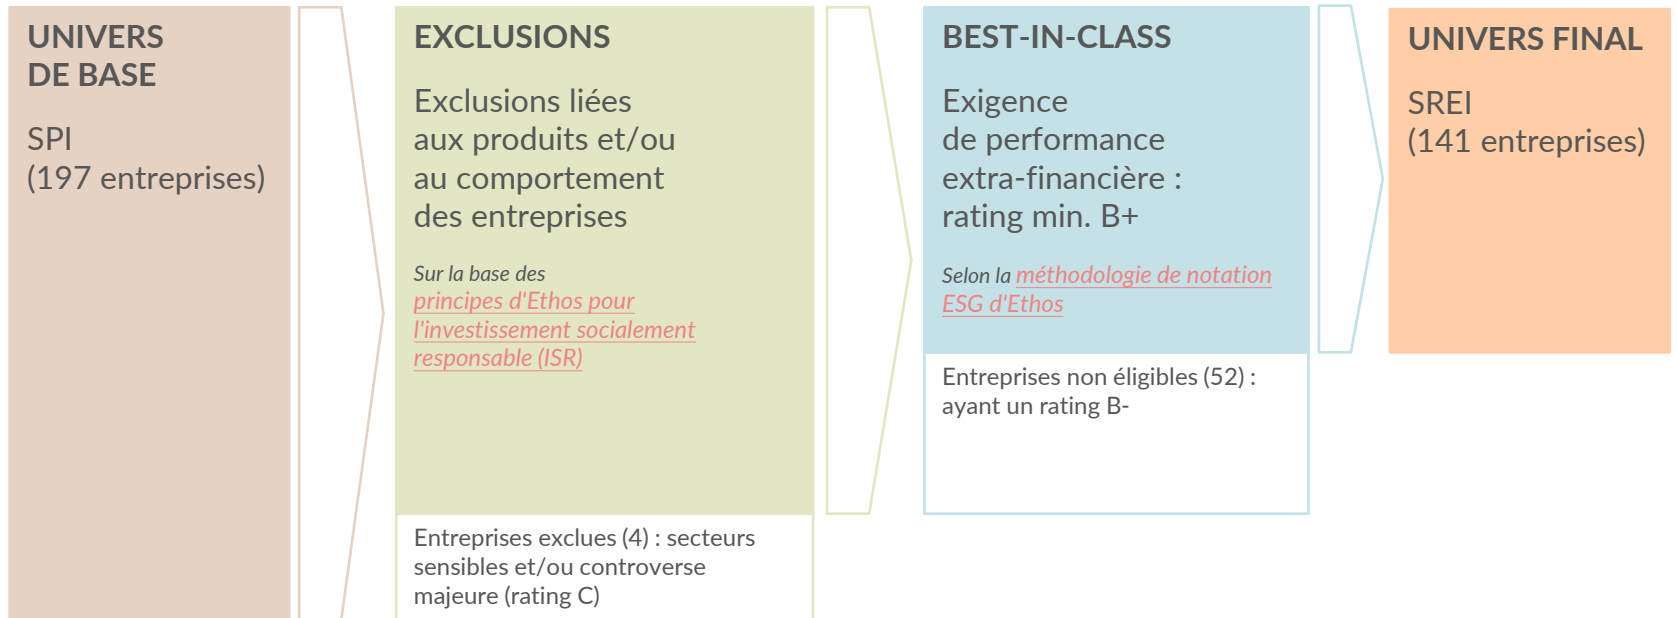 UNIVERS
DE BASE
SPI
(197 entreprises)
EXCLUSIONS
Exclusions liées
aux produits et/ou
au comportement
des entreprises
Sur la base des
principes d'Ethos pour
l'investissement socialement
responsable (ISR)
Entreprises exclues (4) : secteurs
sensibles et/ou controverse
majeure (rating C)
BEST-IN-CLASS
Exigence
de performance
extra-financière :
rating min. B+
Selon la méthodologie de notation
ESG d'Ethos
Entreprises non éligibles (52) :
ayant un rating B-
UNIVERS FINAL
SREI
(141 entreprises)